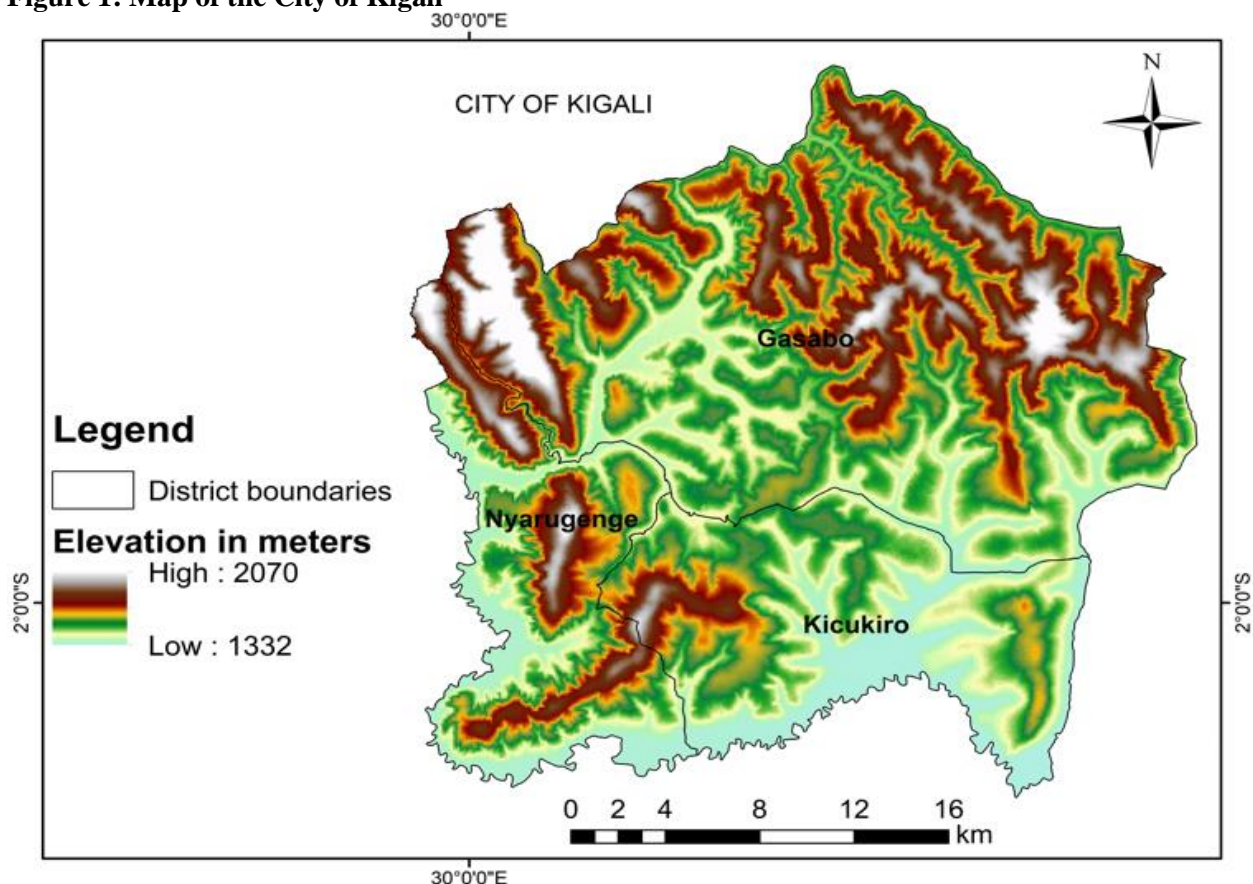 Figure 1: Map of the City of Kigali
30°0'0"E
N
CITY OF KIGALI
Gasabo
Legend
District boundaries
Nyarugenge
Elevation in meters
High : 2070
2°0'0"S
2°0'0"S
Kicukiro
Low : 1332
0 2 4 8 12 16
km
30°0'0"E